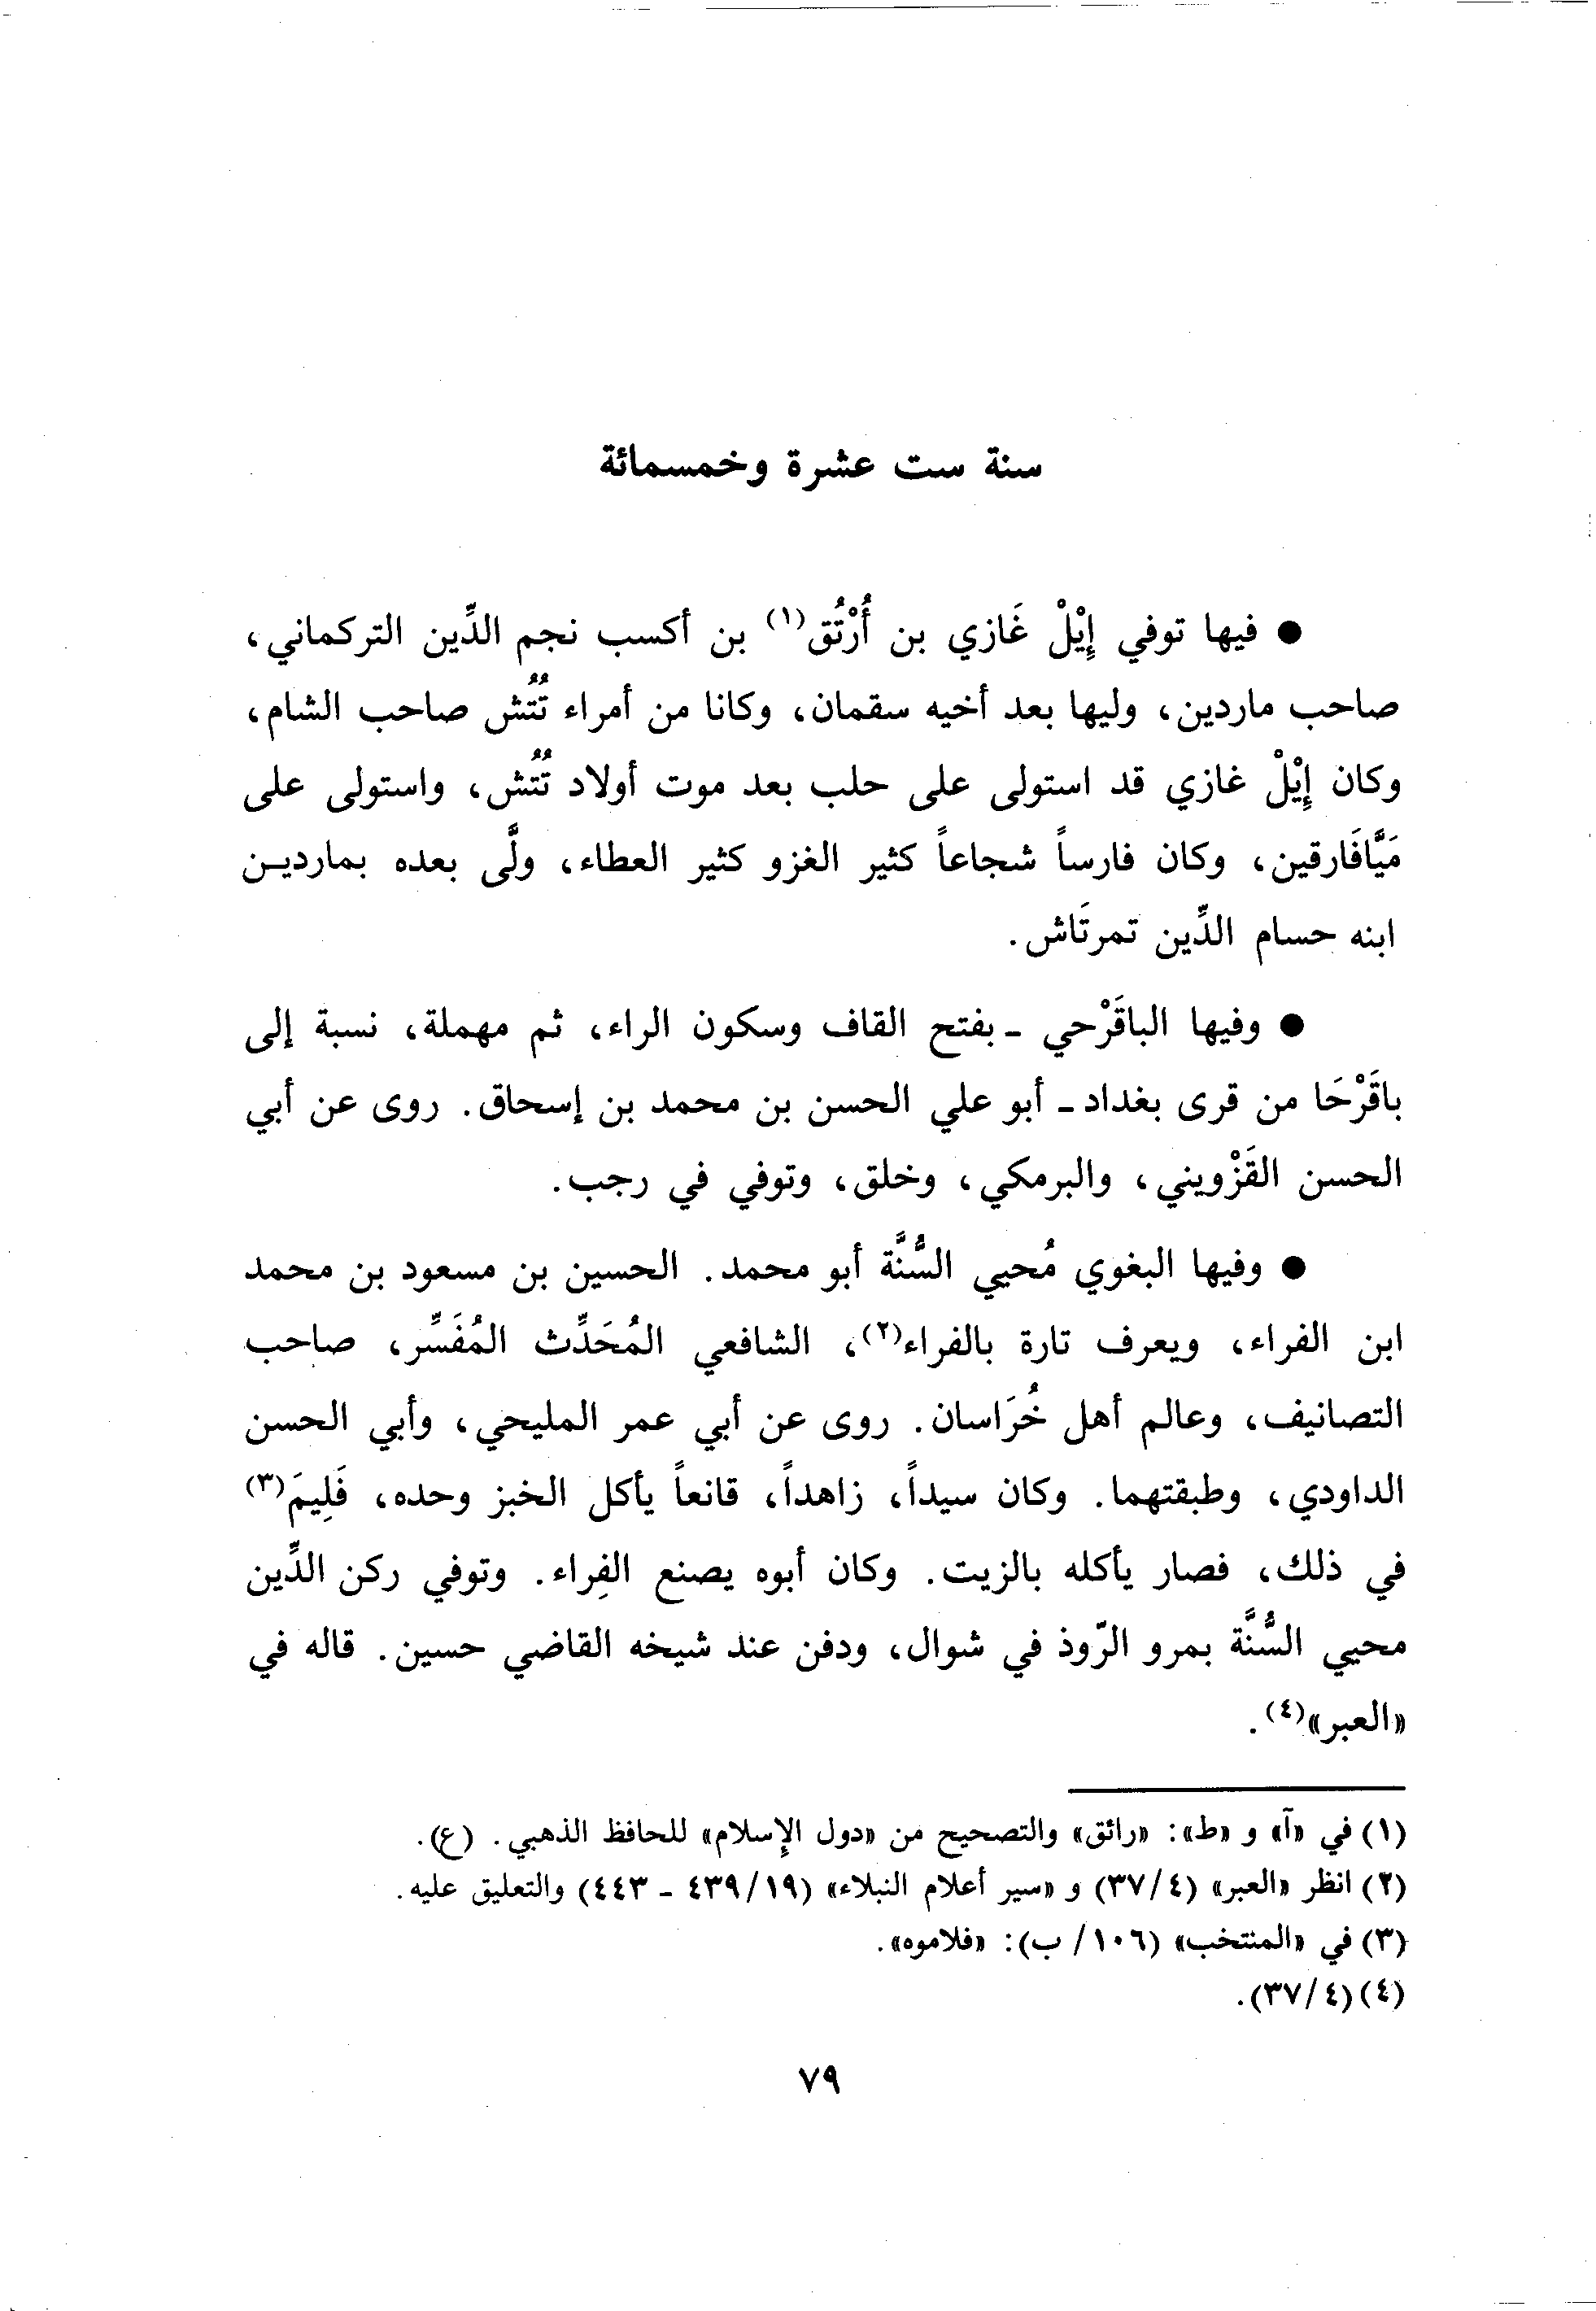 سنة ست عشرة وخمسمائة
● فيها توفي إِيْلْ غَازي بن أُرْتُق(١) بن أكسب نجم الدِّين التركماني،
صاحب ماردين، وليها بعد أخيه سقمان، وكانا من أمراء تُتُش صاحب الشام،
وكان إِيْلْ غازي قد استولى على حلب بعد موت أولاد تُتُش، واستولى على
مَيَّافَارقين، وكان فارساً شجاعاً كثير الغزو كثير العطاء، ولَّى بعده بماردين
ابنه حسام الدِّين تمرتَاش.
● وفيها الباقَرْحي ـ بفتح القاف وسكون الراء، ثم مهملة، نسبة إلى
باقَرْحَا من قرى بغداد ـ أبو علي الحسن بن محمد بن إسحاق. روى عن أبي
الحسن القَزْويني، والبرمكي، وخلق، وتوفي في رجب.
● وفيها البغوي مُحيي السُّنَّة أبو محمد. الحسين بن مسعود بن محمد
ابن الفراء، ويعرف تارة بالفراء(٢)، الشافعي المُحَدِّث المُفَسِّر، صاحب
التصانيف، وعالم أهل خُرَاسان. روى عن أبي عمر المليحي، وأبي الحسن
الداودي، وطبقتهما. وكان سيداً، زاهداً، قانعاً يأكل الخبز وحده، فَلِيمَ(٣)
في ذلك، فصار يأكله بالزيت. وكان أبوه يصنع الفِراء. وتوفي ركن الدِّين
محيي السُّنَّة بمرو الرّوذ في شوال، ودفن عند شيخه القاضي حسين. قاله في
«العبر»(٤).
(١) في «آ» و «ط»: «رائق» والتصحيح من «دول الإسلام» للحافظ الذهبي. (ع).
(٢) انظر «العبر» (٣٧/٤) و «سير أعلام النبلاء» (٤٣٩/١٩ - ٤٤٣) والتعليق عليه.
(٣) في «المنتخب» (١٠٦/ ب): «فلاموه».
(٤) (٣٧/٤).
٧٩